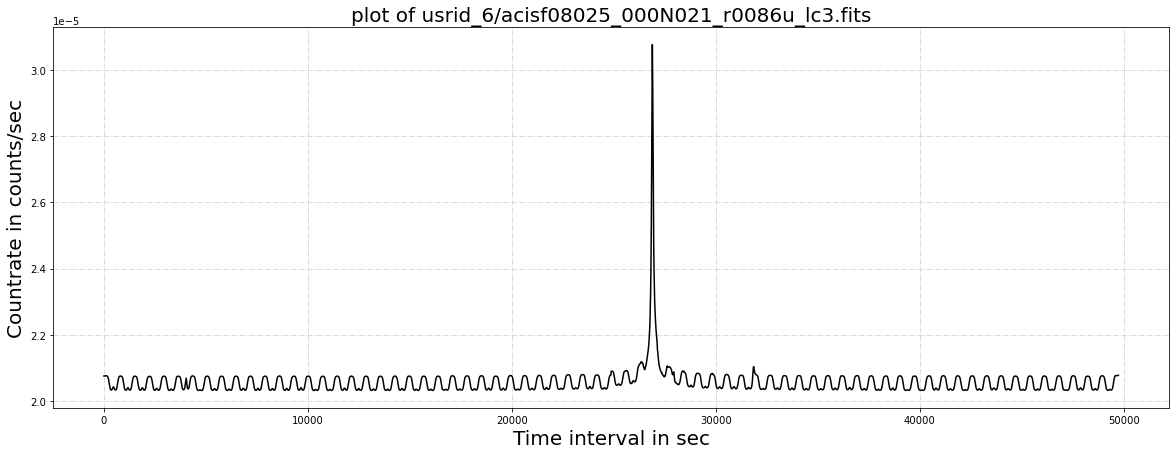 plot of usrid_6/acisf08025_000N021_r0086u_lc3.fits
1e−5
3.0
2.8
2.6
2.4
2.2
2.0
Countrate in counts/sec
0 10000 20000 30000 40000 50000
Time interval in sec